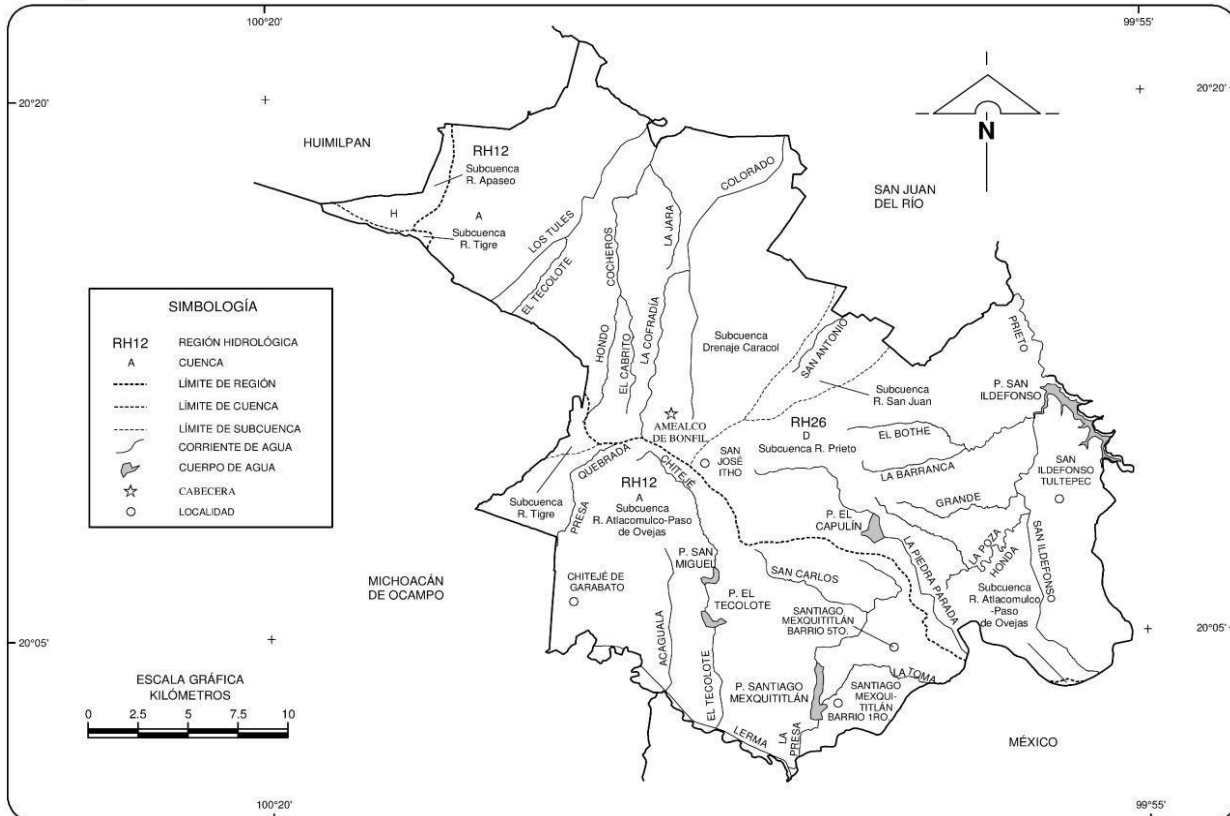 100°20'
99°55'
20°20'
20°20'
HUIMILPAN
RH12
Subcuenca
R. Apaseo
H
A
Subcuenca
R. Tigre
LOS TULES
EL TECOLOTE
COCHEROS
HONDO
EL CABRITO
LA COFRADÍA
LA JARA
COLORADO
N
SAN JUAN
DEL RÍO
SIMBOLOGÍA
RH12 REGIÓN HIDROLÓGICA
A CUENCA
LÍMITE DE REGIÓN
LÍMITE DE CUENCA
LÍMITE DE SUBCUENCA
CORRIENTE DE AGUA
CUERPO DE AGUA
CABECERA
LOCALIDAD
Subcuenca
Drenaje Caracol
SAN ANTONIO
Subcuenca
R. San Juan
PRIETO
P. SAN
ILDEFONSO
AMEALCO
DE BONFIL
SAN
JOSÉ
ITHO
RH26
D
Subcuenca R. Prieto
EL BOTHE
LA BARRANCA
GRANDE
SAN
ILDEFONSO
TULTEPEC
QUEBRADA
CHITEJÉ
Subcuenca
R. Tigre
PRESA
RH12
A
Subcuenca
R. Atlacomulco-Paso
de Ovejas
P. EL
CAPULÍN
LA PIEDRA PARADA
LA POZA
HONDA
SAN ILDEFONSO
Subcuenca
R. Atlacomulco
-Paso
de Ovejas
P. SAN
MIGUEL
SAN CARLOS
MICHOACÁN
DE OCAMPO
CHITEJÉ DE
GARABATO
P. EL
TECOLOTE
SANTIAGO
MEXQUITITLÁN
BARRIO 5TO.
ACAGUALA
EL TECOLOTE
20°05'
20°05'
P. SANTIAGO
MEXQUITITLÁN
LA TOMA
SANTIAGO
MEXQUI-
TITLÁN
BARRIO 1RO.
LERMA
LA
PRESA
MÉXICO
ESCALA GRÁFICA
KILÓMETROS
0 2.5 5 7.5 10
100°20'
99°55'